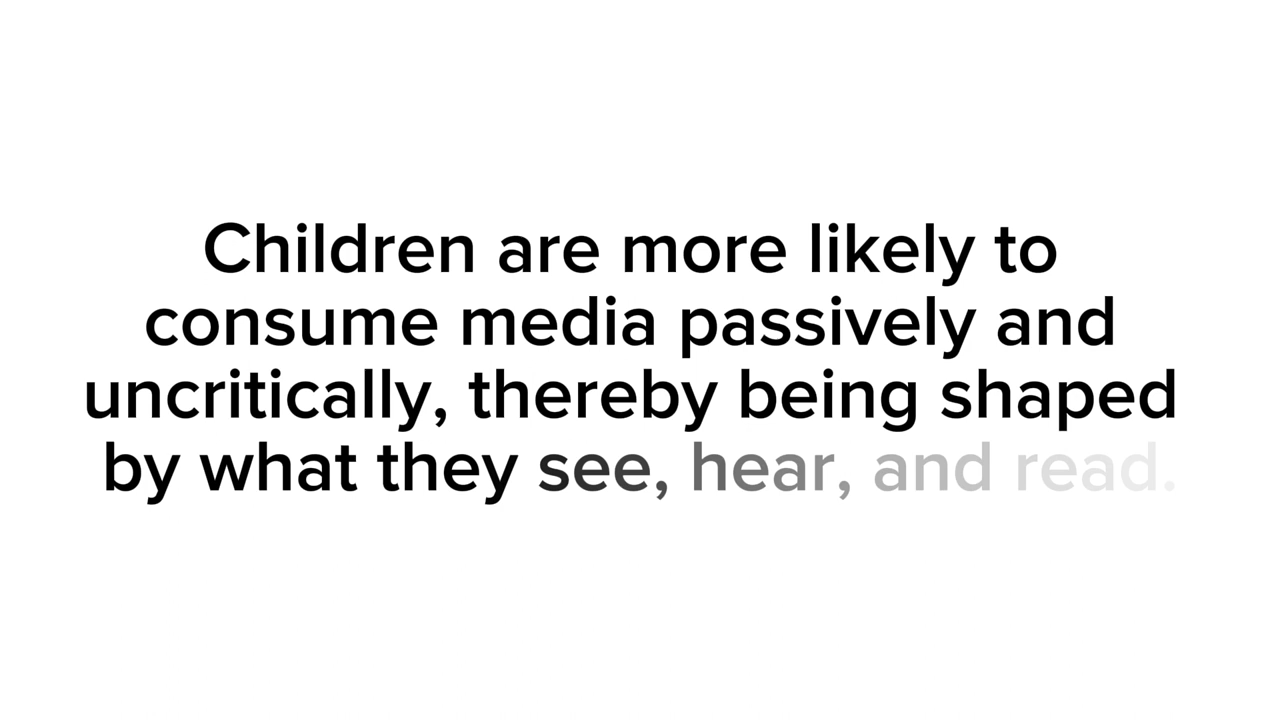 Children are more likely to
consume media passively and
uncritically, thereby being shaped
by what they see, hear, and read.